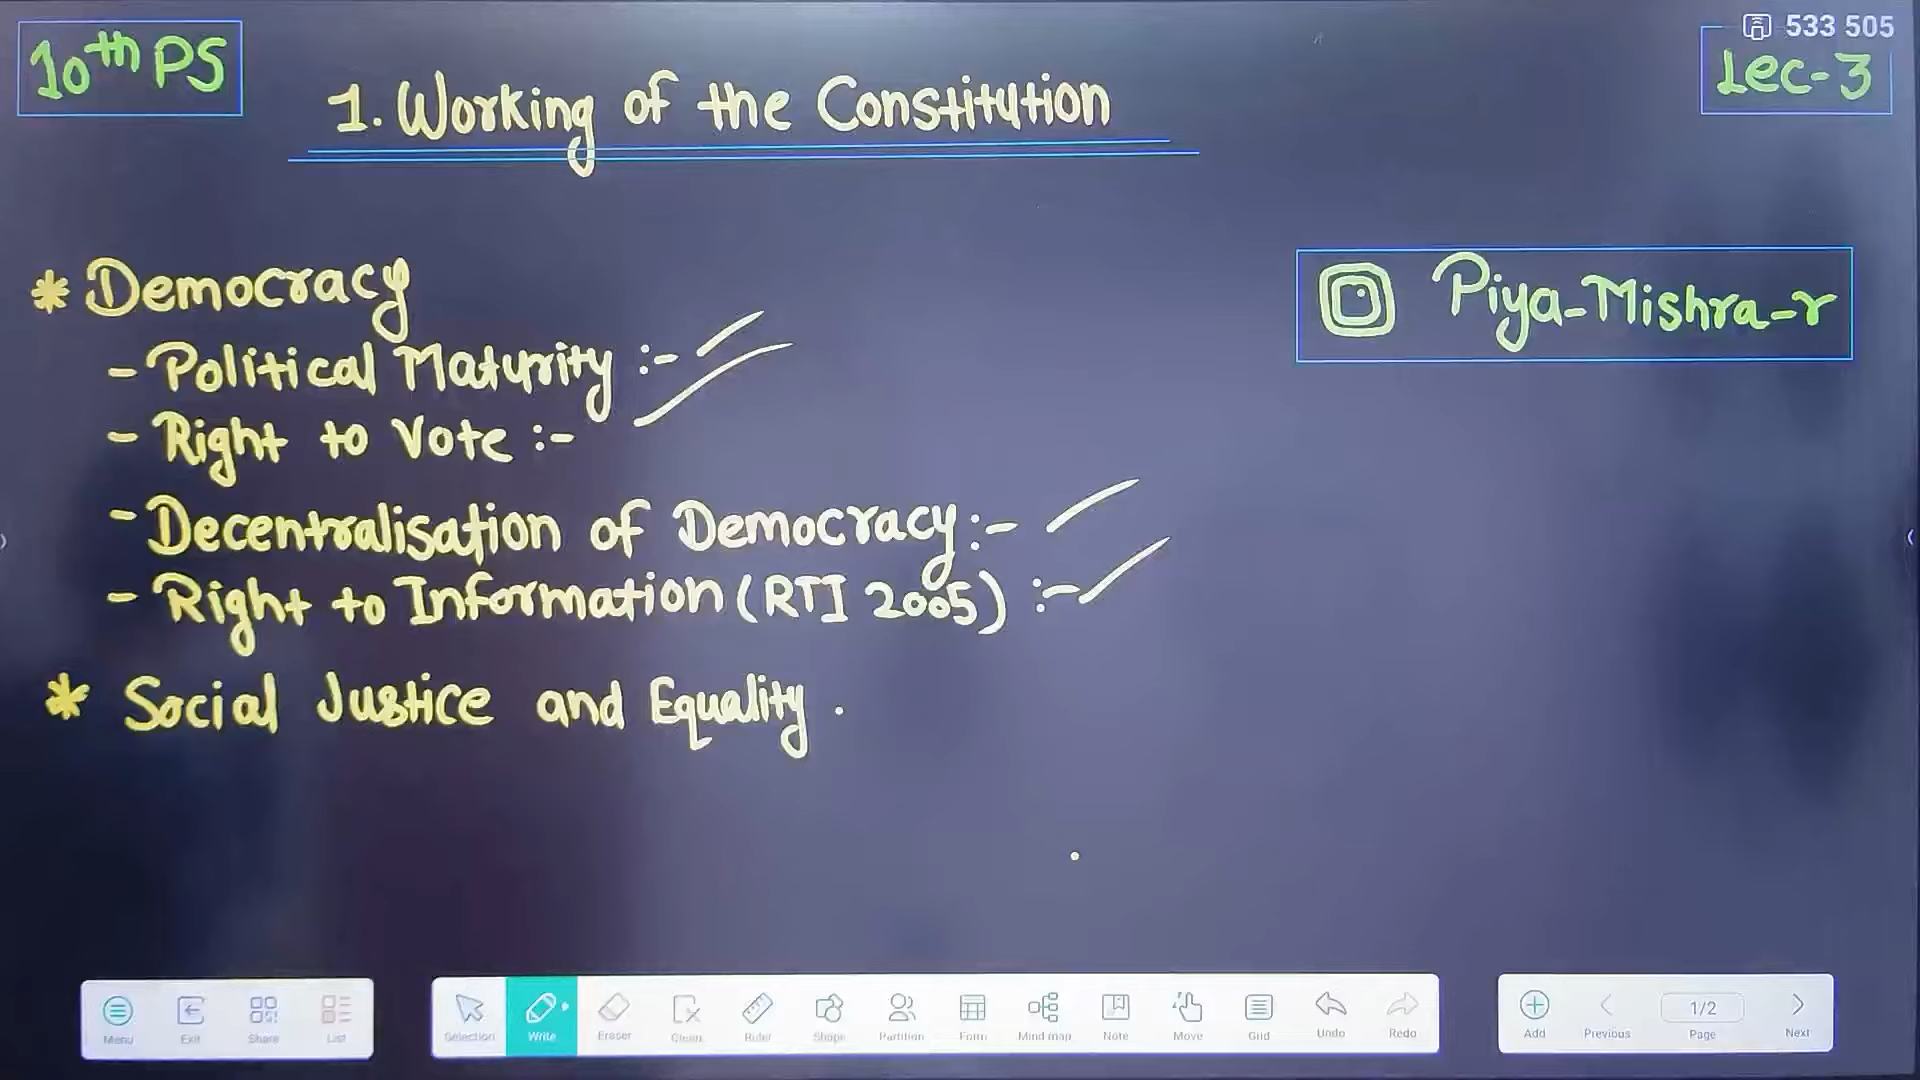 533 505
10th PS
Lec-3
1. Working of the Constitution
* Democracy
Piya-Mishra-r
- Political Maturity :-
- Right to Vote :-
- Decentralisation of Democracy:-
- Right to Information (RTI 2005) :-
* Social Justice and Equality.
Menu Exit Share List Selection Write Eraser Clean Ruler Shape Partition Form Mind map Note Move Grid Undo Redo Add Previous 1/2 Page Next